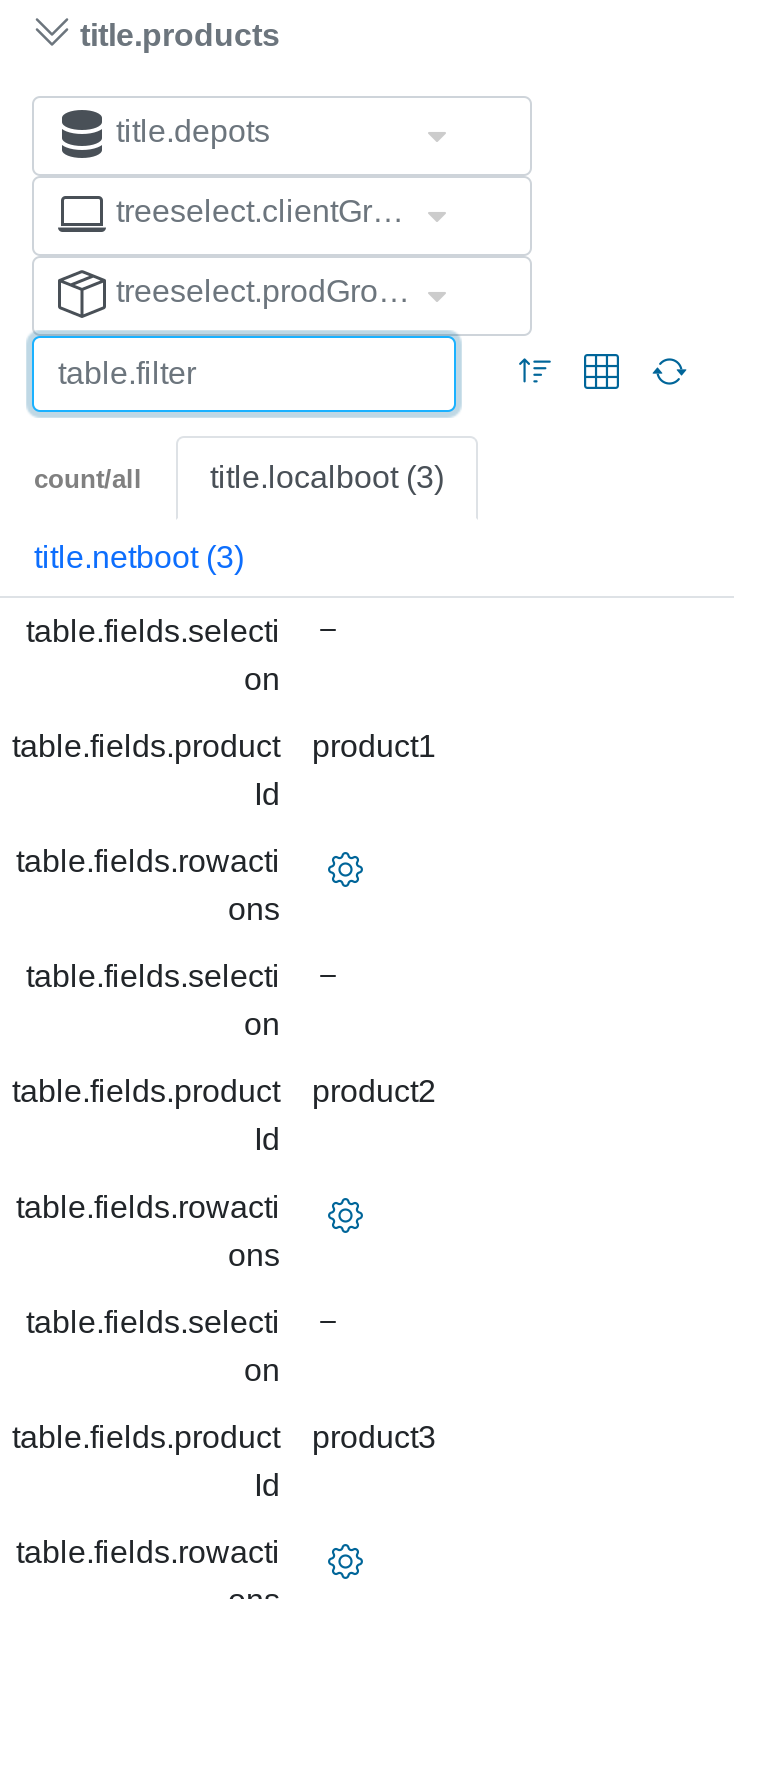 title.products
title.depots
treeselect.clientGr…
treeselect.prodGro…
table.filter
count/all
title.localboot (3)
title.netboot (3)
table.fields.selecti –
on
table.fields.product product1
Id
table.fields.rowacti
ons
table.fields.selecti –
on
table.fields.product product2
Id
table.fields.rowacti
ons
table.fields.selecti –
on
table.fields.product product3
Id
table.fields.rowacti
ons